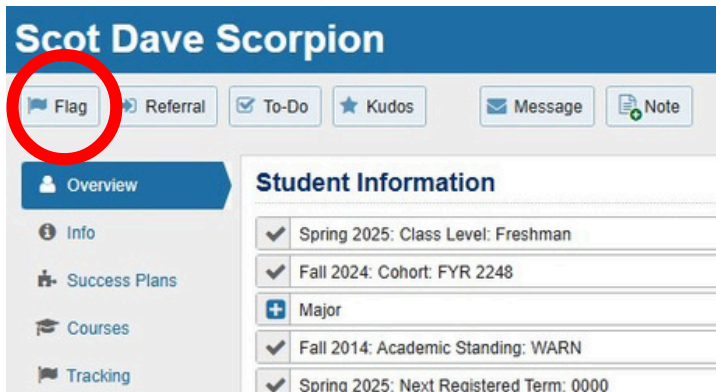 Scot Dave Scorpion
Flag Referral To-Do Kudos Message Note
Overview
Info
Success Plans
Courses
Tracking
Student Information
Spring 2025: Class Level: Freshman
Fall 2024: Cohort: FYR 2248
Major
Fall 2014: Academic Standing: WARN
Spring 2025: Next Registered Term: 0000